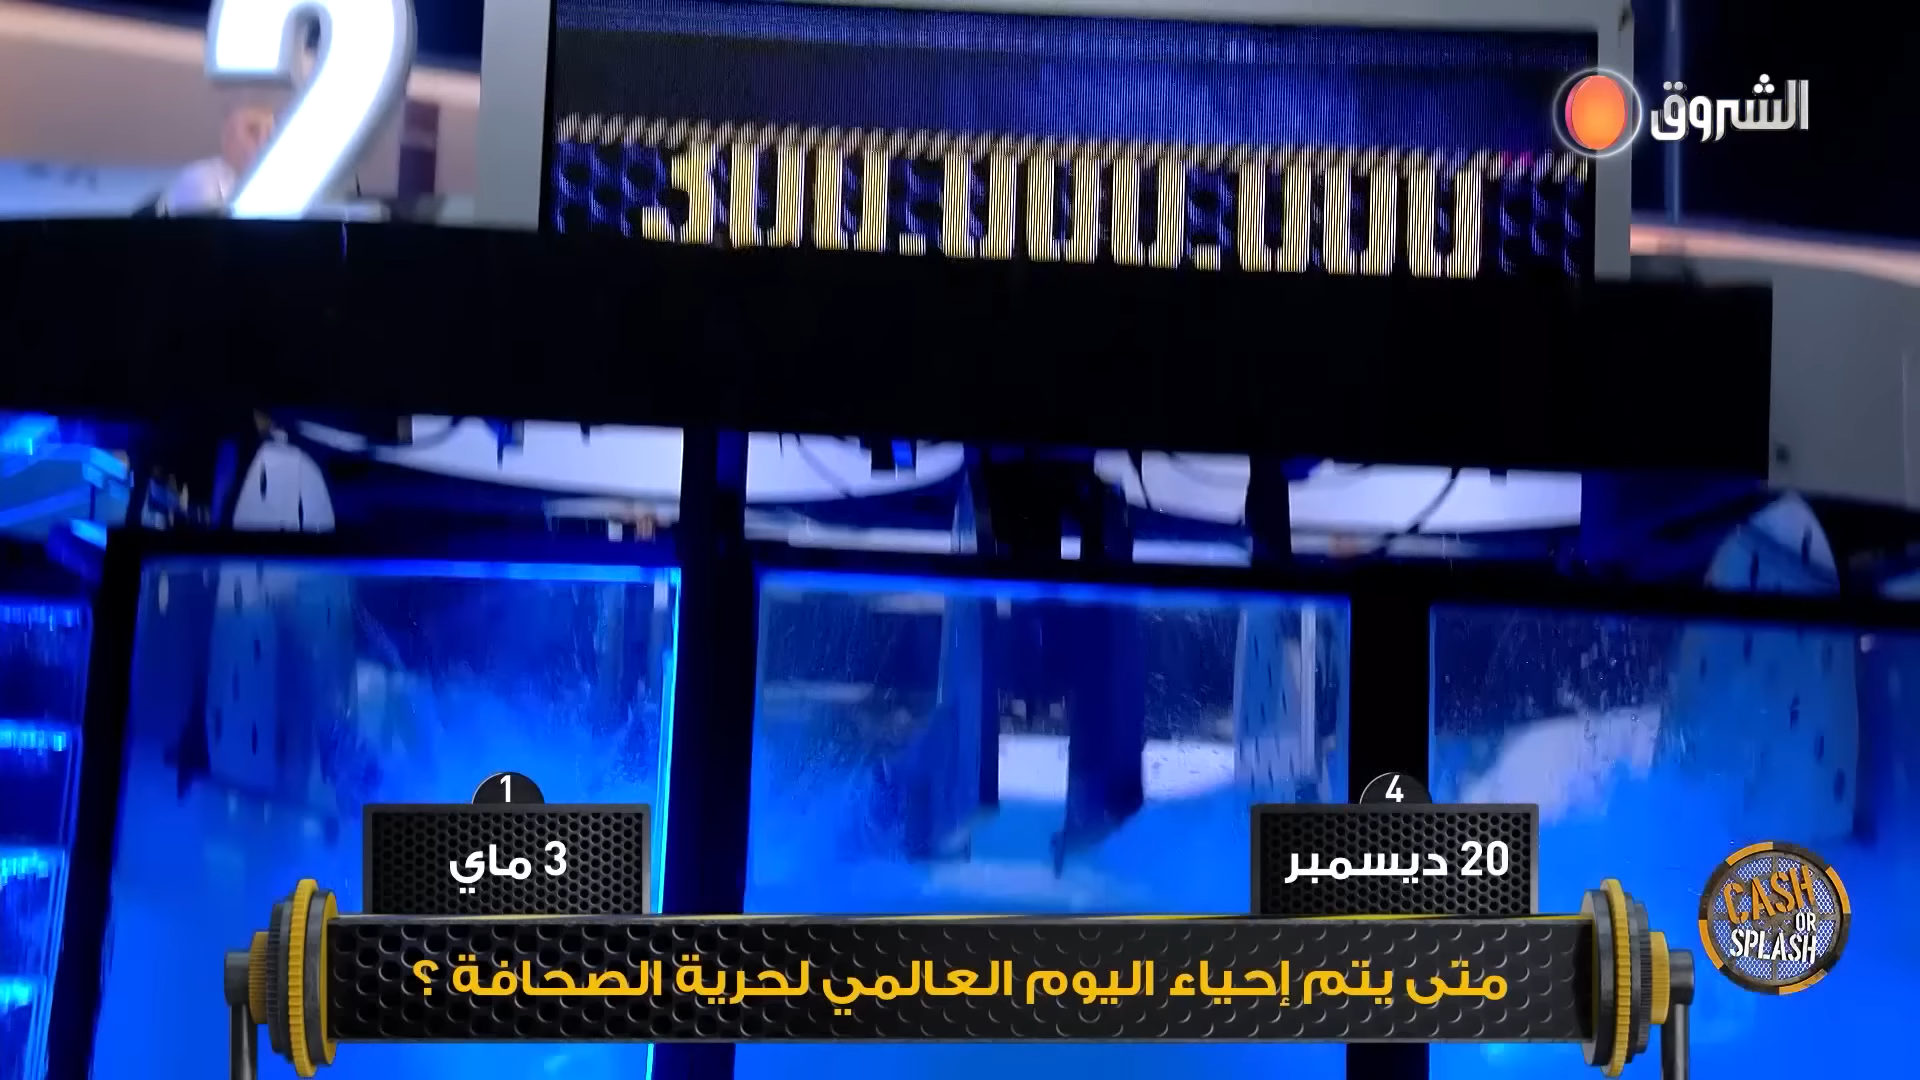 2
الشروق
300.000.000
1
3 ماي
4
20 ديسمبر
متى يتم إحياء اليوم العالمي لحرية الصحافة ؟
CASH
OR
SPLASH